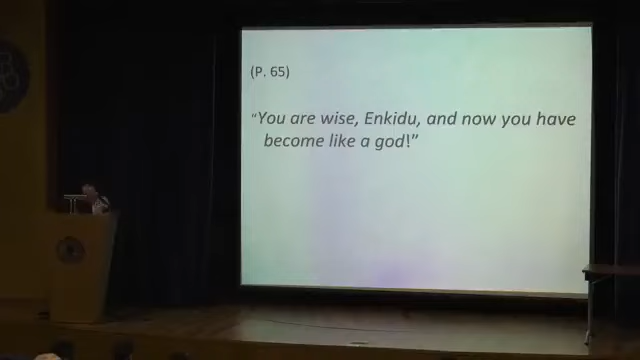 (P. 65)
“You are wise, Enkidu, and now you have
become like a god!”